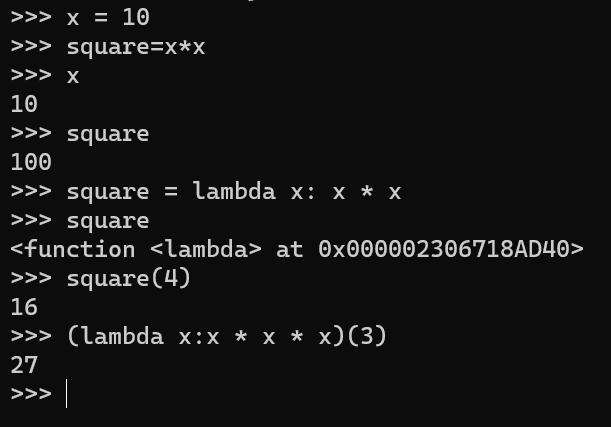 >>> x = 10
>>> square=x*x
>>> x
10
>>> square
100
>>> square = lambda x: x * x
>>> square
<function <lambda> at 0x000002306718AD40>
>>> square(4)
16
>>> (lambda x:x * x * x)(3)
27
>>>